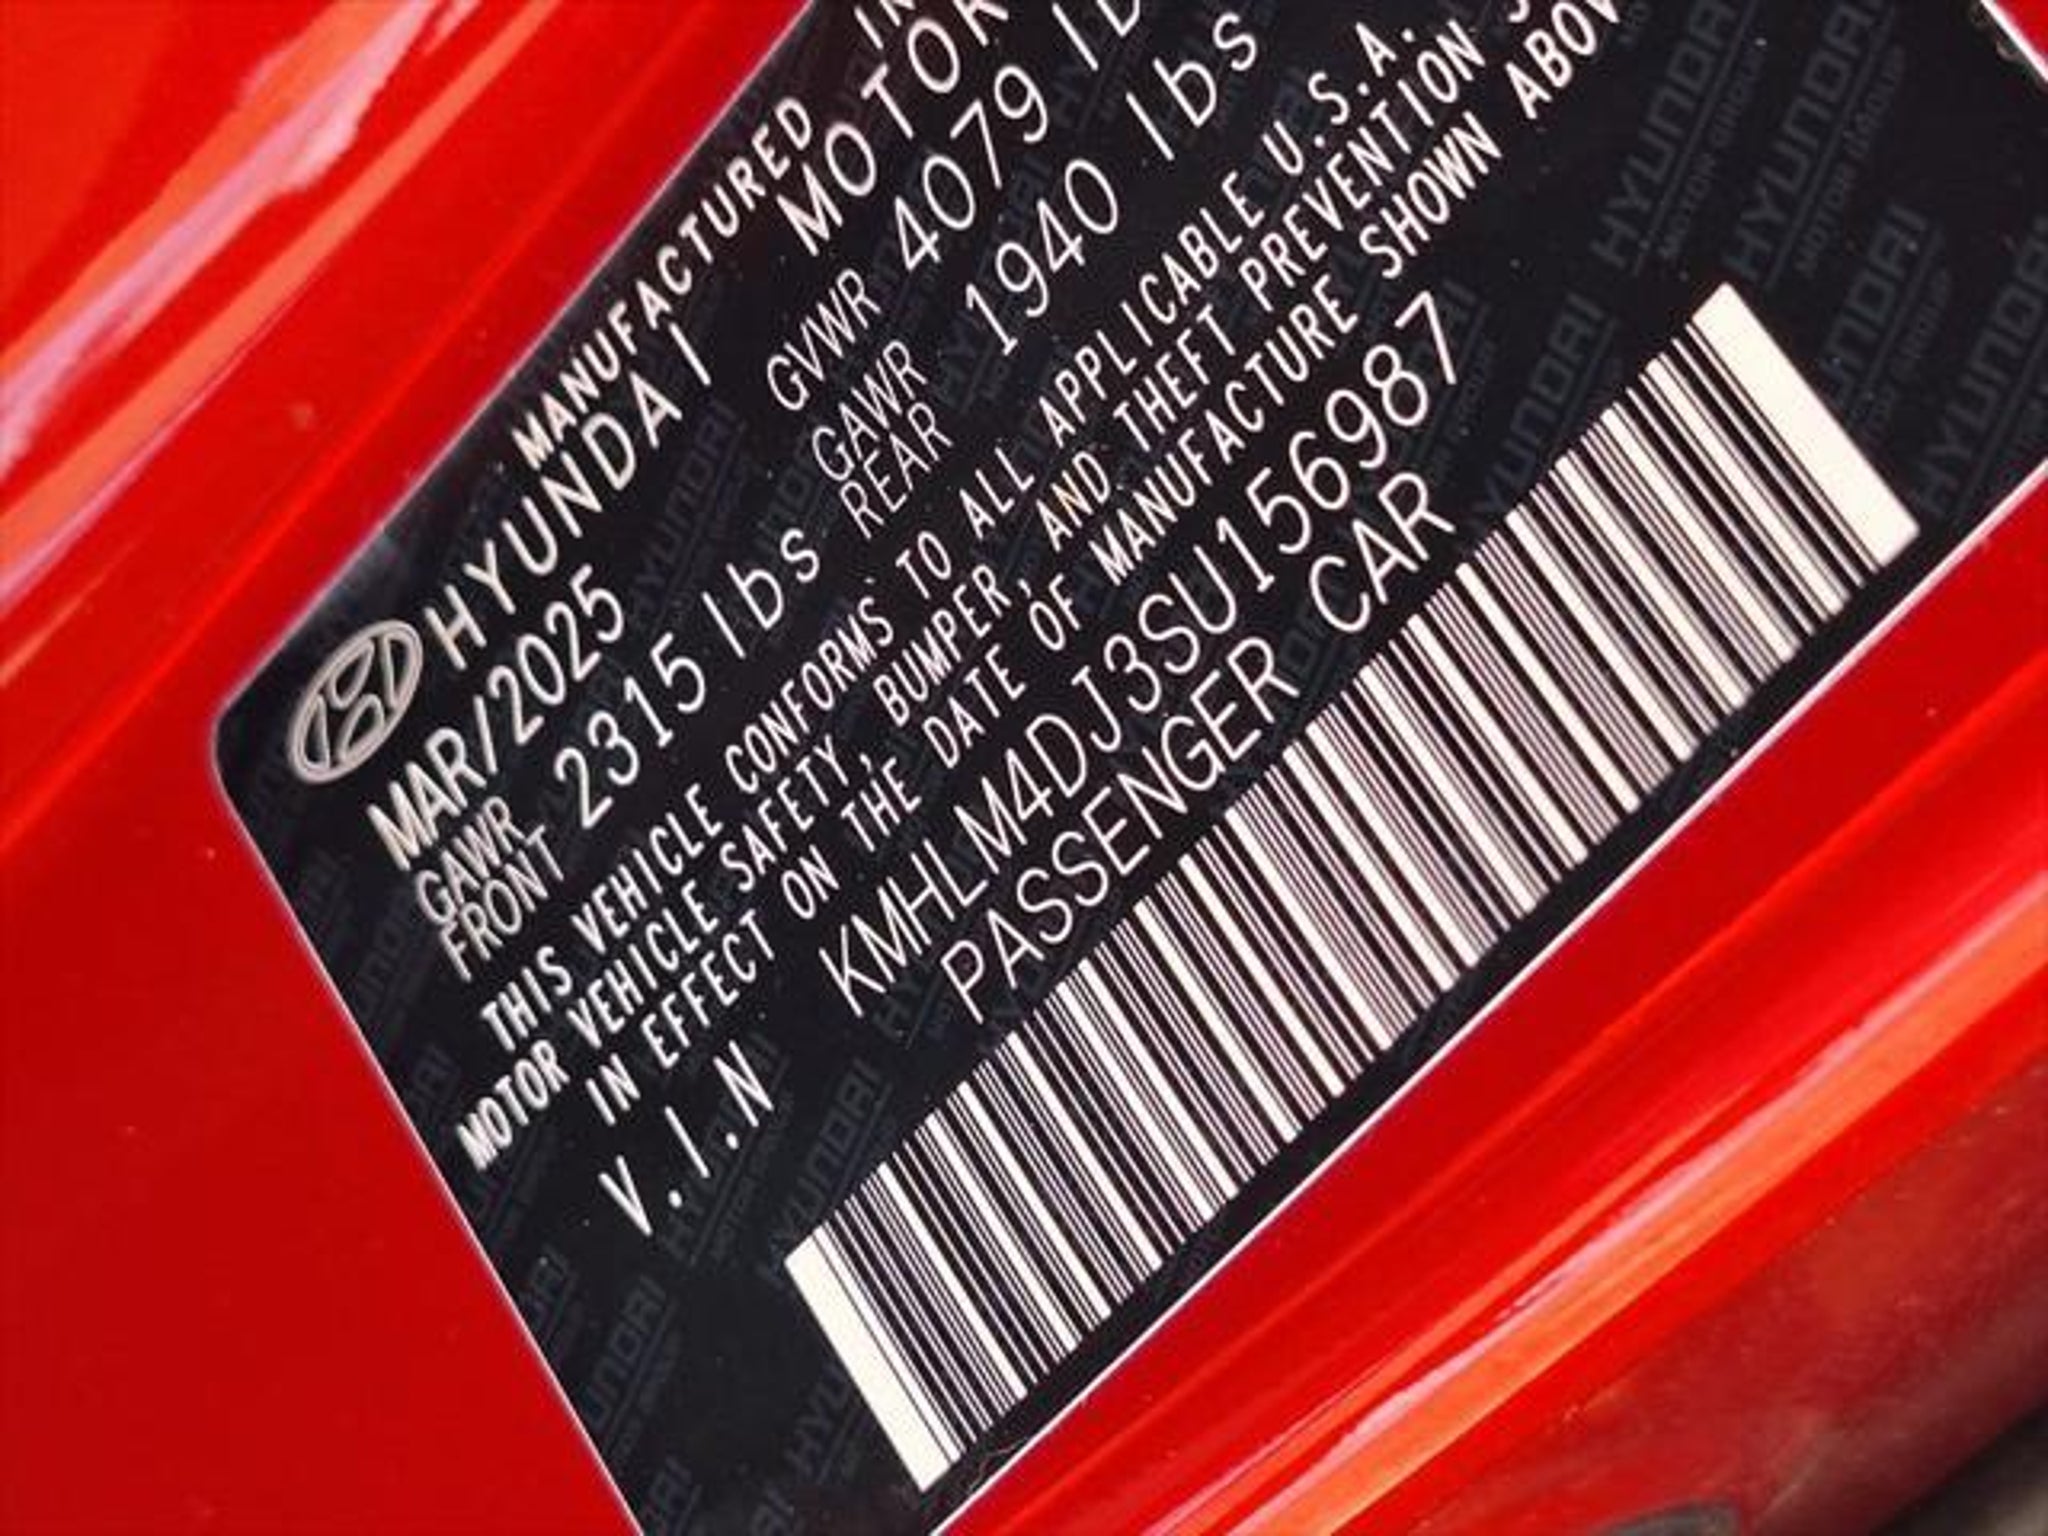 MANUFACTURED
HYUNDAI MOTOR
MAR/2025 GVWR 4079
GAWR FRONT 2315 lbs GAWR REAR 1940 lbs
THIS VEHICLE CONFORMS TO ALL APPLICABLE U.S.A.
MOTOR VEHICLE SAFETY, BUMPER, AND THEFT PREVENTION
IN EFFECT ON THE DATE OF MANUFACTURE SHOWN
V.I.N KMHLM4DJ3SU156987
PASSENGER CAR